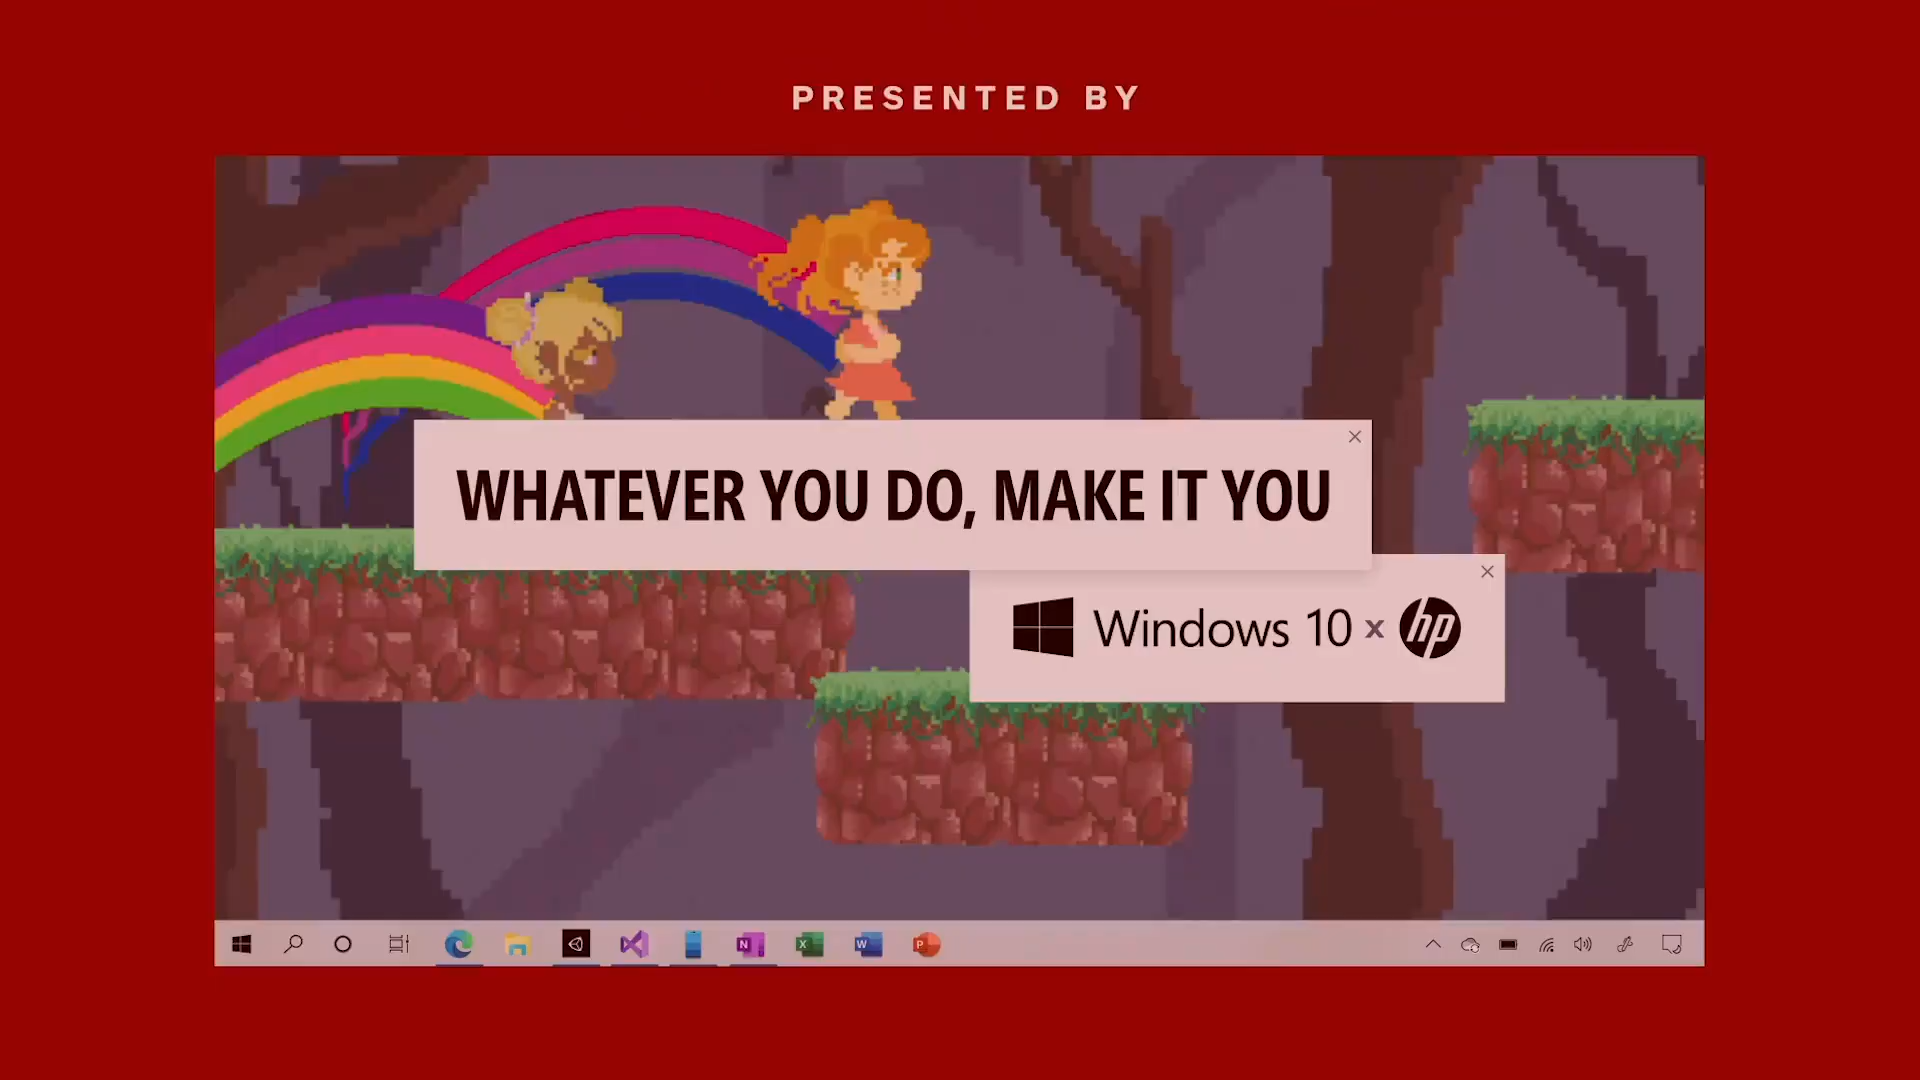 PRESENTED BY
WHATEVER YOU DO, MAKE IT YOU
Windows 10 x hp
N X W P